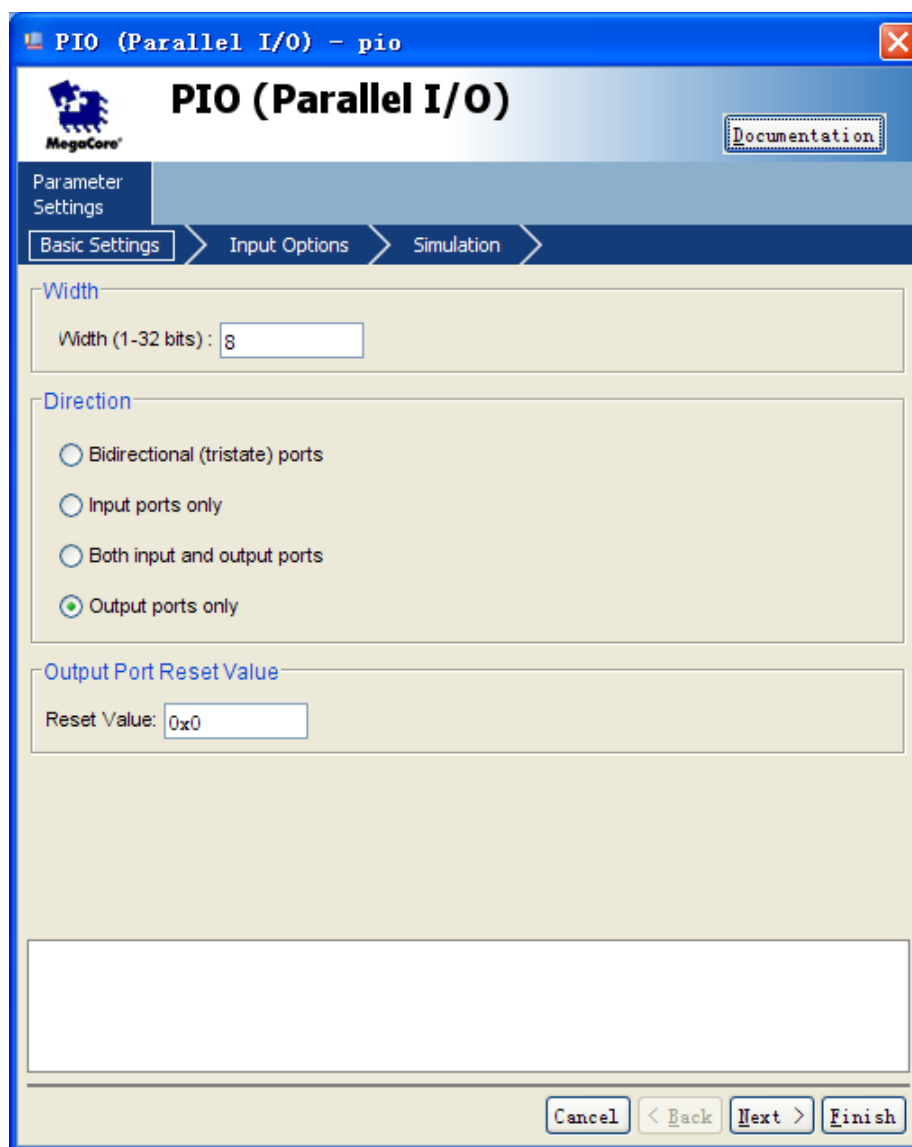 PIO (Parallel I/O) - pio
PIO (Parallel I/O)
MegaCore®
Documentation
Parameter
Settings
Basic Settings
Input Options
Simulation
Width
Width (1-32 bits) : 8
Direction
Bidirectional (tristate) ports
Input ports only
Both input and output ports
Output ports only
Output Port Reset Value
Reset Value: 0x0
Cancel
< Back
Next >
Finish